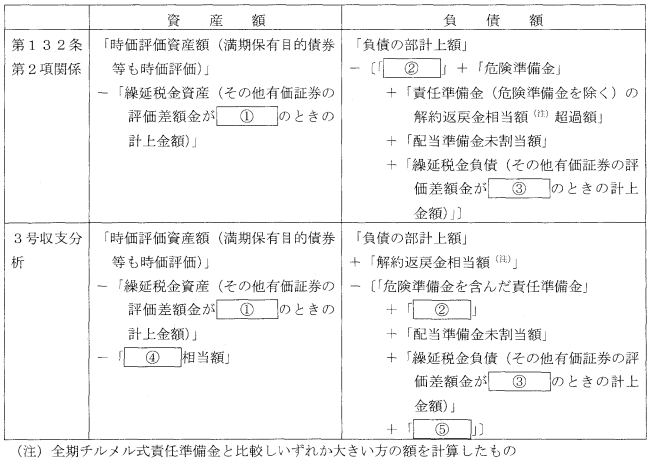 資産額 負債額
第１３２条
第２項関係
「時価評価資産額（満期保有目的債券
等も時価評価）」
－「繰延税金資産（その他有価証券の
評価差額金が ① のときの
計上金額）」
「負債の部計上額」
－〔「 ② 」＋「危険準備金」
＋「責任準備金（危険準備金を除く）の
解約返戻金相当額（注）超過額」
＋「配当準備金未割当額」
＋「繰延税金負債（その他有価証券の評
価差額金が ③ のときの計上
金額）」〕
３号収支分
析
「時価評価資産額（満期保有目的債券
等も時価評価）」
－「繰延税金資産（その他有価証券の
評価差額金が ① のときの
計上金額）」
－「 ④ 相当額」
「負債の部計上額」
＋「解約返戻金相当額（注）」
－〔「危険準備金を含んだ責任準備金」
＋「 ② 」
＋「配当準備金未割当額」
＋「繰延税金負債（その他有価証券の評
価差額金が ③ のときの計上
金額）」
＋「 ⑤ 」〕
（注）全期チルメル式責任準備金と比較しいずれか大きい方の額を計算したもの